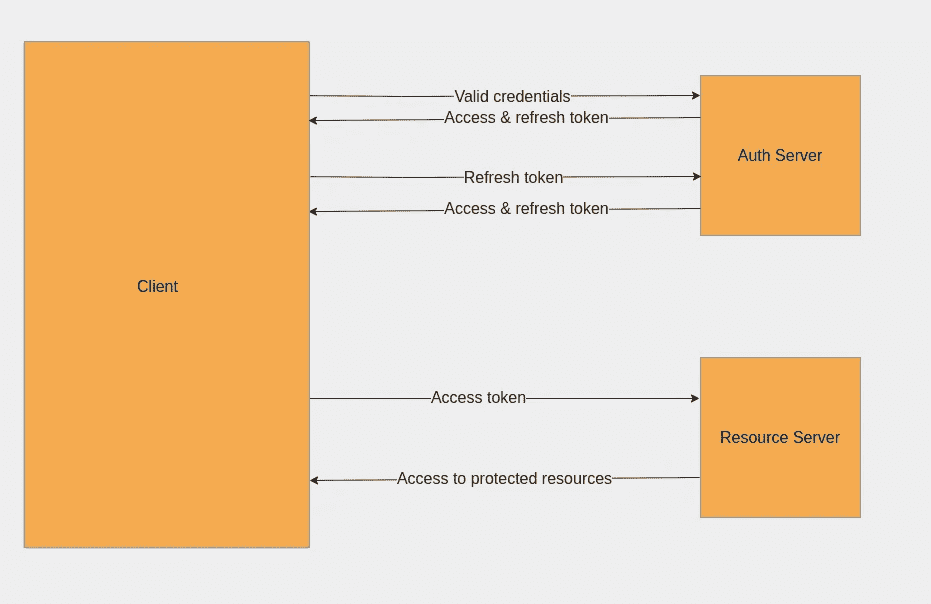 Valid credentials
Access & refresh token
Auth Server
Refresh token
Access & refresh token
Client
Access token
Resource Server
Access to protected resources